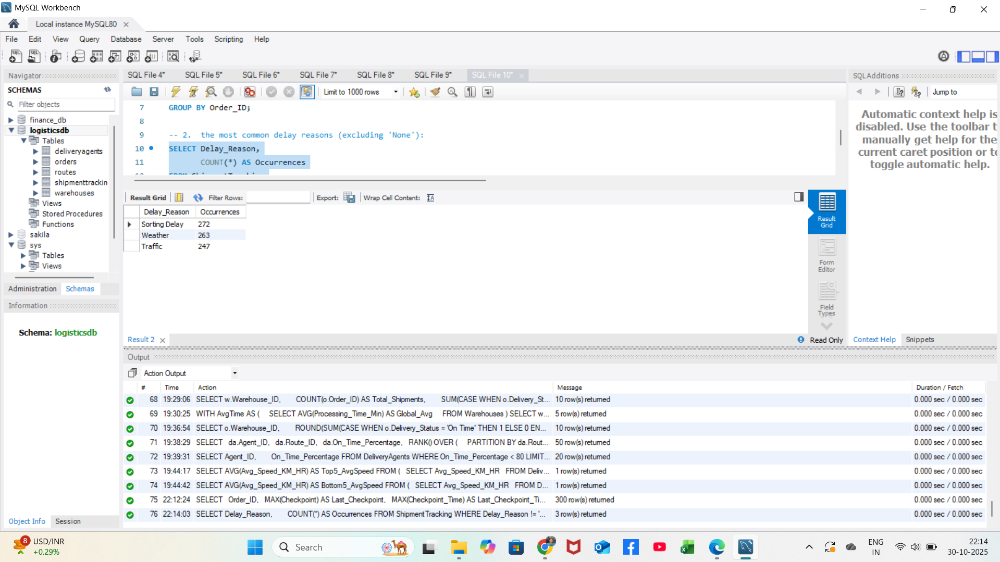 MySQL Workbench
Local instance MySQL80
File Edit View Query Database Server Tools Scripting Help
Navigator
SCHEMAS
Filter objects
finance_db
logisticsdb
Tables
deliveryagents
orders
routes
shipmenttrackin
warehouses
Views
Stored Procedures
Functions
sakila
sys
Tables
Views
Administration Schemas
Information
Schema: logisticsdb
Object Info Session
SQL File 4* SQL File 5* SQL File 6* SQL File 7* SQL File 8* SQL File 9* SQL File 10*
Limit to 1000 rows
7 GROUP BY Order_ID;
8
9 -- 2. the most common delay reasons (excluding 'None'):
10 SELECT Delay_Reason,
11 COUNT(*) AS Occurrences
Result Grid Filter Rows: Export: Wrap Cell Content:
Delay_Reason Occurrences
Sorting Delay 272
Weather 263
Traffic 247
Result Grid
Form Editor
Field Types
Result 2
Read Only
SQLAdditions
Jump to
Automatic context help is
disabled. Use the toolbar t
manually get help for the
current caret position or to
toggle automatic help.
Context Help Snippets
Output
Action Output
# Time Action Message Duration / Fetch
68 19:29:06 SELECT w.Warehouse_ID, COUNT(o.Order_ID) AS Total_Shipments, SUM(CASE WHEN o.Delivery_St... 10 row(s) returned 0.000 sec / 0.000 sec
69 19:30:25 WITH AvgTime AS ( SELECT AVG(Processing_Time_Min) AS Global_Avg FROM Warehouses ) SELECT w... 5 row(s) returned 0.000 sec / 0.000 sec
70 19:36:54 SELECT o.Warehouse_ID, ROUND(SUM(CASE WHEN o.Delivery_Status = 'On Time' THEN 1 ELSE 0 EN... 10 row(s) returned 0.000 sec / 0.000 sec
71 19:38:29 SELECT da.Agent_ID, da.Route_ID, da.On_Time_Percentage, RANK() OVER ( PARTITION BY da.Rout... 50 row(s) returned 0.000 sec / 0.000 sec
72 19:39:31 SELECT Agent_ID, On_Time_Percentage FROM DeliveryAgents WHERE On_Time_Percentage < 80 LIMIT... 20 row(s) returned 0.000 sec / 0.000 sec
73 19:44:17 SELECT AVG(Avg_Speed_KM_HR) AS Top5_AvgSpeed FROM ( SELECT Avg_Speed_KM_HR FROM Deliv... 1 row(s) returned 0.000 sec / 0.000 sec
74 19:44:42 SELECT AVG(Avg_Speed_KM_HR) AS Bottom5_AvgSpeed FROM ( SELECT Avg_Speed_KM_HR FROM D... 1 row(s) returned 0.000 sec / 0.000 sec
75 22:12:24 SELECT Order_ID, MAX(Checkpoint) AS Last_Checkpoint, MAX(Checkpoint_Time) AS Last_Checkpoint_Ti... 300 row(s) returned 0.000 sec / 0.000 sec
76 22:14:03 SELECT Delay_Reason, COUNT(*) AS Occurrences FROM ShipmentTracking WHERE Delay_Reason != '... 3 row(s) returned 0.000 sec / 0.000 sec
8
USD/INR
+0.29%
Search
ENG
IN
22:14
30-10-2025